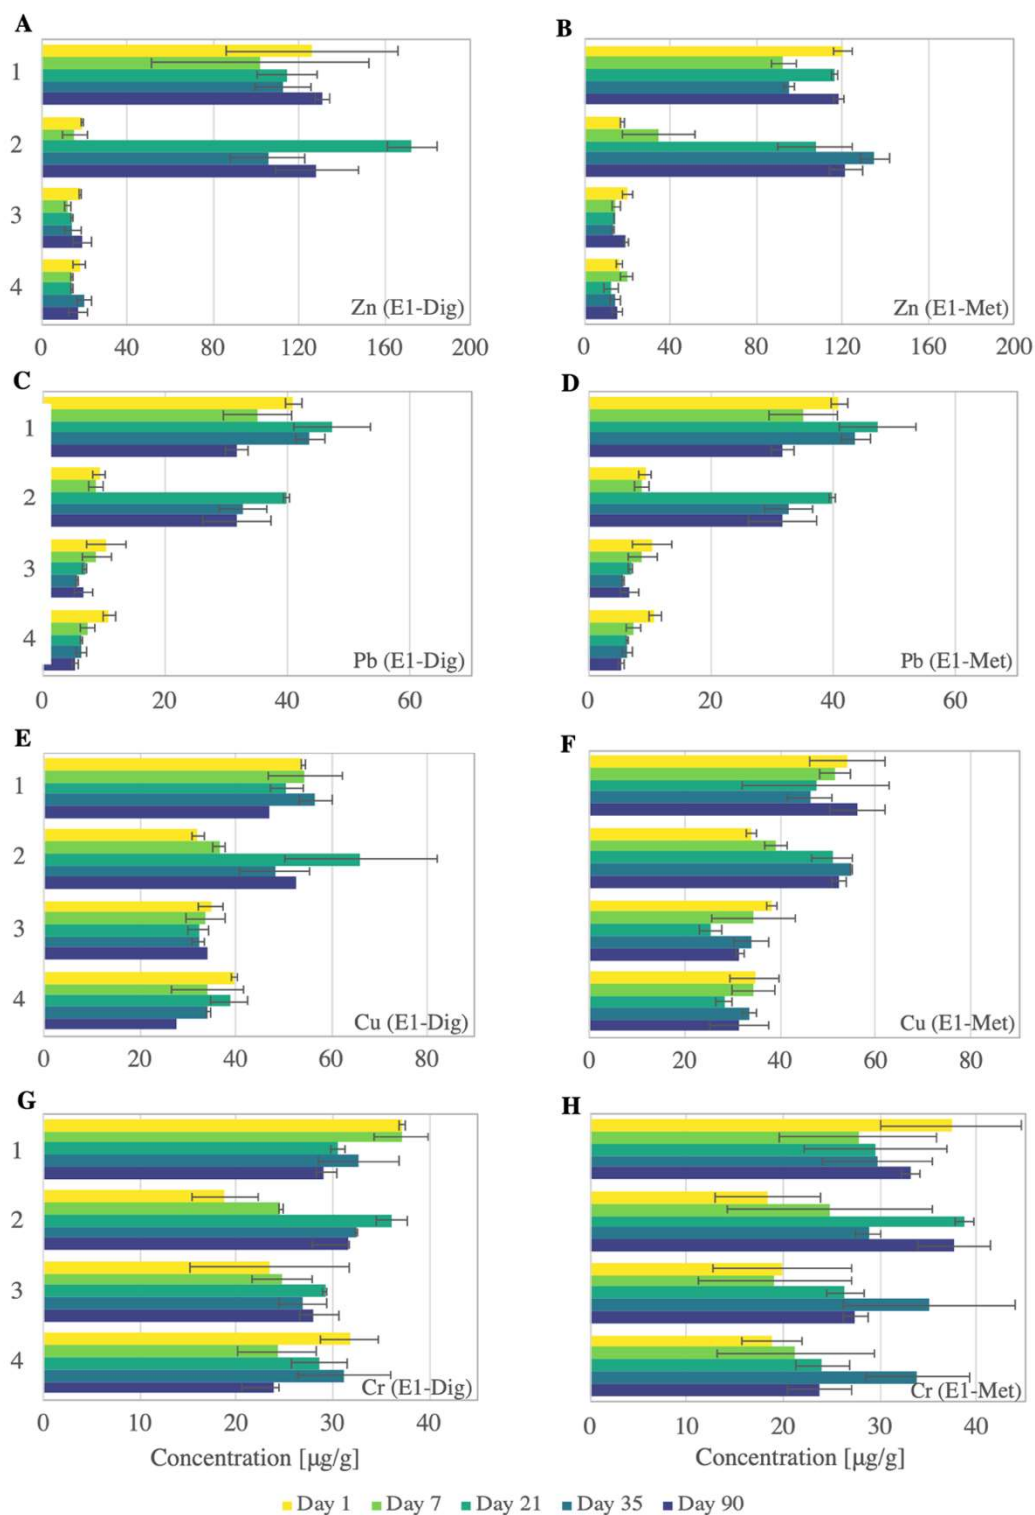 A B
1 1
2 2
3 3
4 4
Zn (E1-Dig) Zn (E1-Met)
0 40 80 120 160 200 0 40 80 120 160 200
C D
1 1
2 2
3 3
4 4
Pb (E1-Dig) Pb (E1-Met)
0 20 40 60 0 20 40 60
E F
1 1
2 2
3 3
4 4
Cu (E1-Dig) Cu (E1-Met)
0 20 40 60 80 0 20 40 60 80
G H
1 1
2 2
3 3
4 4
Cr (E1-Dig) Cr (E1-Met)
0 10 20 30 40 0 10 20 30 40
Concentration [µg/g] Concentration [µg/g]
Day 1 Day 7 Day 21 Day 35 Day 90